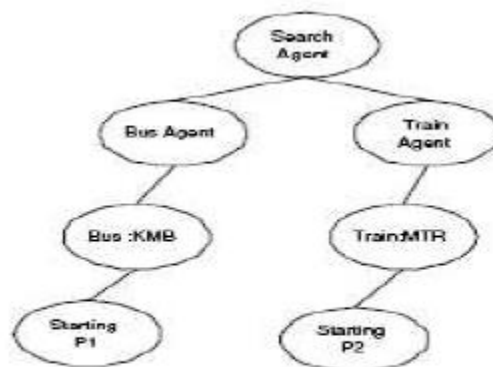 Search
Agent
Bus Agent
Train
Agent
Bus :KMB
Train:MTR
Starting
P1
Starting
P2